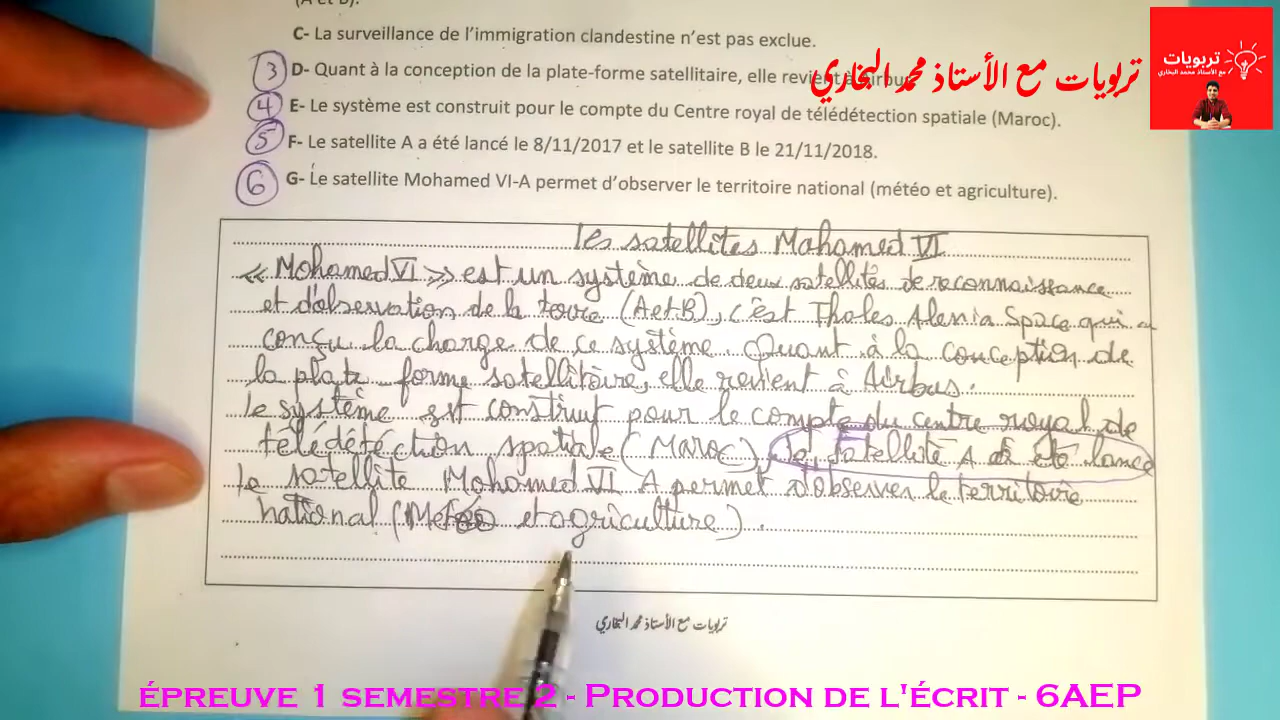 (A et B).
C- La surveillance de l'immigration clandestine n'est pas exclue.
3 D- Quant à la conception de la plate-forme satellitaire, elle revient à Airbus.
تربويات مع الأستاذ محمد البخاري
تربويات
مع الأستاذ محمد البخاري
4 E- Le système est construit pour le compte du Centre royal de télédétection spatiale (Maroc).
5 F- Le satellite A a été lancé le 8/11/2017 et le satellite B le 21/11/2018.
6 G- Le satellite Mohamed VI-A permet d'observer le territoire national (météo et agriculture).
les satellites Mohamed VI
« Mohamed VI » est un système de deux satellites de reconnaissance
et d'observation de la terre (A et B), c'est Thales Alenia Space qui a
conçu la charge de ce système. Quant à la conception de
la plate forme satellitaire, elle revient à Airbus.
le système est construit pour le compte du centre royal de
télédétéction spatiale (Maroc), le satellite A a été lancé
le satellite Mohamed VI A permet d'observer le territoire
national (Météo et agriculture).
تربويات مع الأستاذ محمد البخاري
épreuve 1 semestre 2 - Production de l'écrit - 6AEP